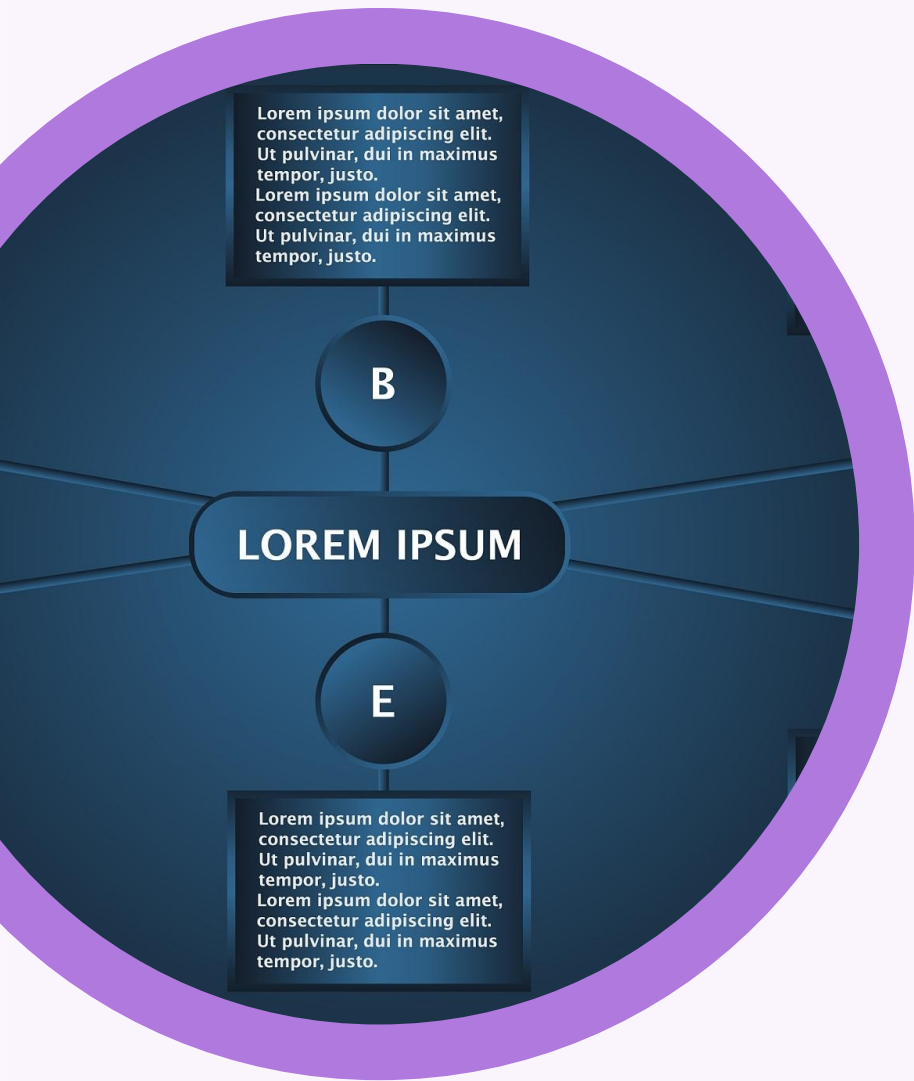 Lorem ipsum dolor sit amet,
consectetur adipiscing elit.
Ut pulvinar, dui in maximus
tempor, justo.
Lorem ipsum dolor sit amet,
consectetur adipiscing elit.
Ut pulvinar, dui in maximus
tempor, justo.
B
LOREM IPSUM
E
Lorem ipsum dolor sit amet,
consectetur adipiscing elit.
Ut pulvinar, dui in maximus
tempor, justo.
Lorem ipsum dolor sit amet,
consectetur adipiscing elit.
Ut pulvinar, dui in maximus
tempor, justo.